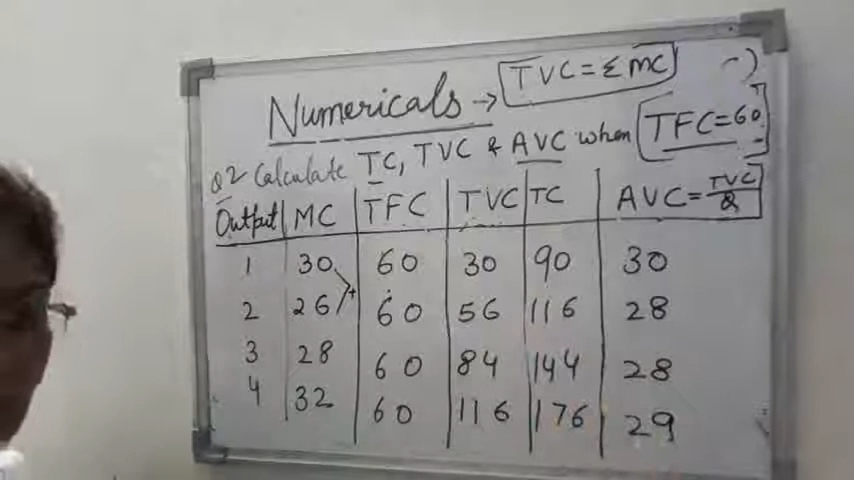 Numericals → TVC = Σ MC
Q2 Calculate TC, TVC & AVC when TFC=60
Output MC TFC TVC TC AVC = TVC/Q
1 30 60 30 90 30
2 26 + 60 56 116 28
3 28 60 84 144 28
4 32 60 116 176 29